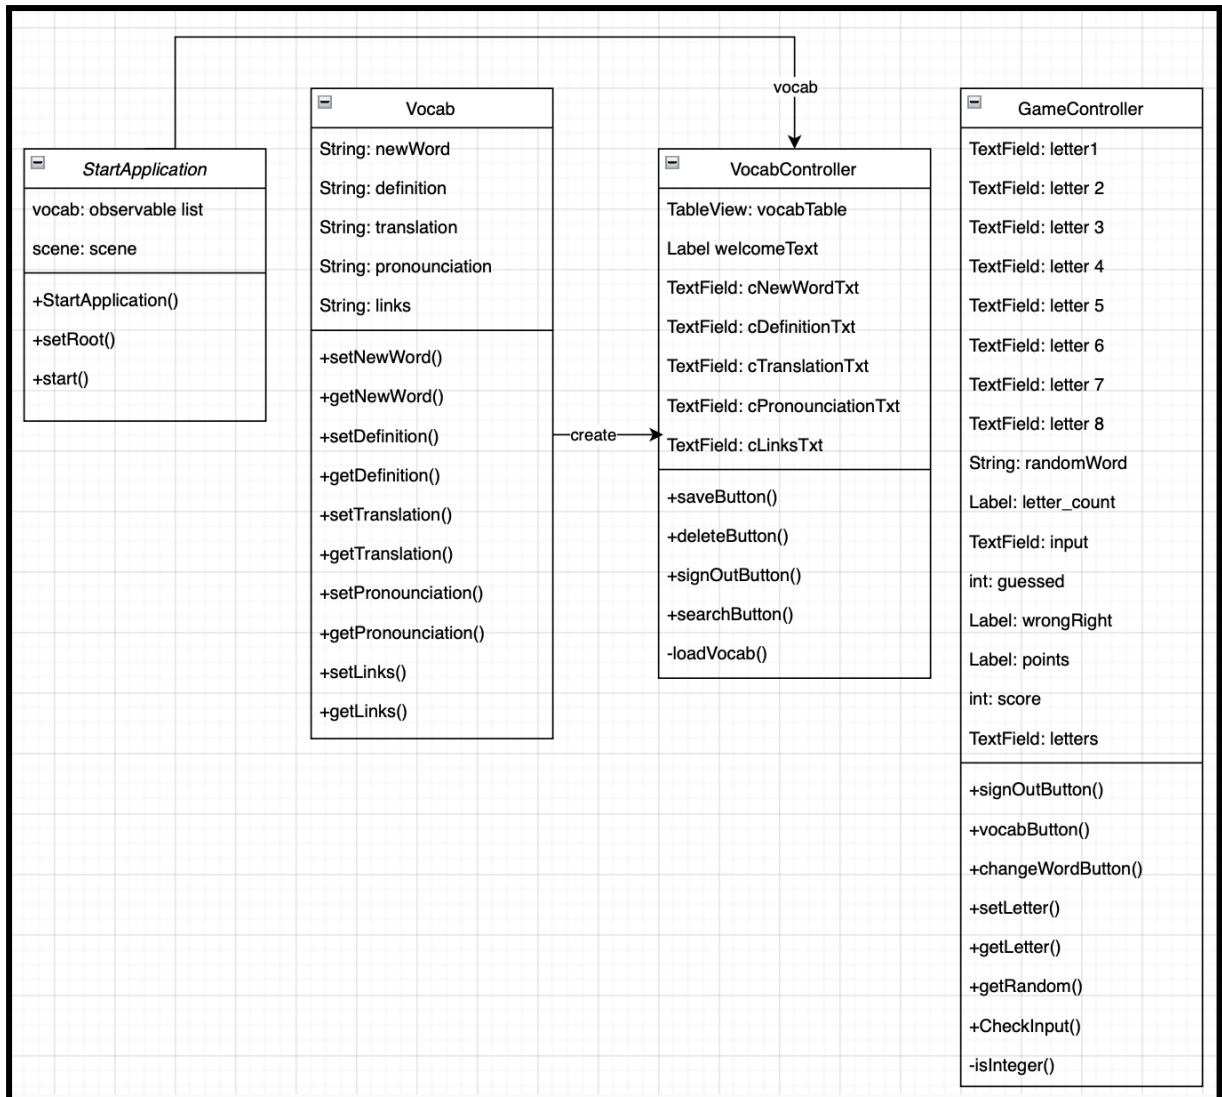 vocab
StartApplication
vocab: observable list
scene: scene
+StartApplication()
+setRoot()
+start()
Vocab
String: newWord
String: definition
String: translation
String: pronounciation
String: links
+setNewWord()
+getNewWord()
+setDefinition()
+getDefinition()
+setTranslation()
+getTranslation()
+setPronounciation()
+getPronounciation()
+setLinks()
+getLinks()
create
VocabController
TableView: vocabTable
Label welcomeText
TextField: cNewWordTxt
TextField: cDefinitionTxt
TextField: cTranslationTxt
TextField: cPronounciationTxt
TextField: cLinksTxt
+saveButton()
+deleteButton()
+signOutButton()
+searchButton()
-loadVocab()
GameController
TextField: letter1
TextField: letter 2
TextField: letter 3
TextField: letter 4
TextField: letter 5
TextField: letter 6
TextField: letter 7
TextField: letter 8
String: randomWord
Label: letter_count
TextField: input
int: guessed
Label: wrongRight
Label: points
int: score
TextField: letters
+signOutButton()
+vocabButton()
+changeWordButton()
+setLetter()
+getLetter()
+getRandom()
+CheckInput()
-isInteger()